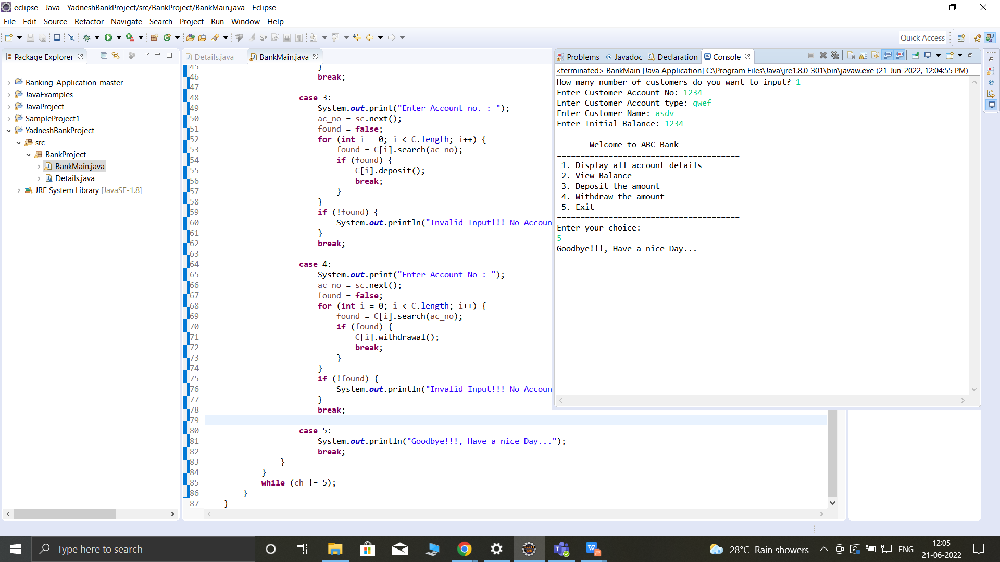 eclipse - Java - YadneshBankProject/src/BankProject/BankMain.java - Eclipse
File Edit Source Refactor Navigate Search Project Run Window Help
Quick Access
Package Explorer
Banking-Application-master
JavaExamples
JavaProject
SampleProject1
YadneshBankProject
src
BankProject
BankMain.java
Details.java
JRE System Library [JavaSE-1.8]
Details.java BankMain.java
45 }
46 break;
47
48 case 3:
49 System.out.print("Enter Account no. : ");
50 ac_no = sc.next();
51 found = false;
52 for (int i = 0; i < C.length; i++) {
53 found = C[i].search(ac_no);
54 if (found) {
55 C[i].deposit();
56 break;
57 }
58 }
59 if (!found) {
60 System.out.println("Invalid Input!!! No Accoun
61 }
62 break;
63
64 case 4:
65 System.out.print("Enter Account No : ");
66 ac_no = sc.next();
67 found = false;
68 for (int i = 0; i < C.length; i++) {
69 found = C[i].search(ac_no);
70 if (found) {
71 C[i].withdrawal();
72 break;
73 }
74 }
75 if (!found) {
76 System.out.println("Invalid Input!!! No Accoun
77 }
78 break;
79
80 case 5:
81 System.out.println("Goodbye!!!, Have a nice Day...");
82 break;
83 }
84 }
85 while (ch != 5);
86 }
87 }
Problems Javadoc Declaration Console
<terminated> BankMain [Java Application] C:\Program Files\Java\jre1.8.0_301\bin\javaw.exe (21-Jun-2022, 12:04:55 PM)
How many number of customers do you want to input? 1
Enter Customer Account No: 1234
Enter Customer Account type: qwef
Enter Customer Name: asdv
Enter Initial Balance: 1234
----- Welcome to ABC Bank -----
=======================================
1. Display all account details
2. View Balance
3. Deposit the amount
4. Withdraw the amount
5. Exit
=======================================
Enter your choice:
5
Goodbye!!!, Have a nice Day...
Type here to search
28°C Rain showers
ENG
12:05
21-06-2022